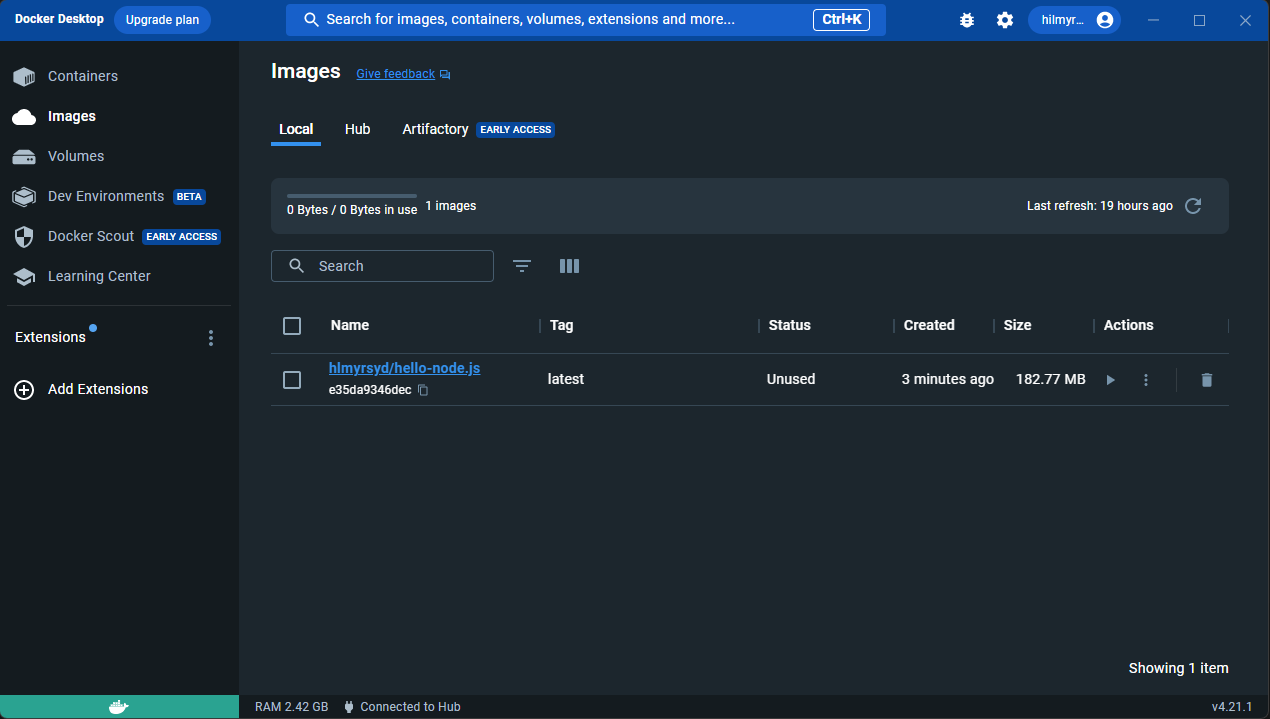 Docker Desktop Upgrade plan Search for images, containers, volumes, extensions and more... Ctrl+K hilmyr...
Containers
Images
Volumes
Dev Environments BETA
Docker Scout EARLY ACCESS
Learning Center
Extensions
Add Extensions
Images Give feedback
Local Hub Artifactory EARLY ACCESS
0 Bytes / 0 Bytes in use 1 images Last refresh: 19 hours ago
Search
Name Tag Status Created Size Actions
hlmyrsyd/hello-node.js latest Unused 3 minutes ago 182.77 MB
e35da9346dec
Showing 1 item
RAM 2.42 GB Connected to Hub v4.21.1